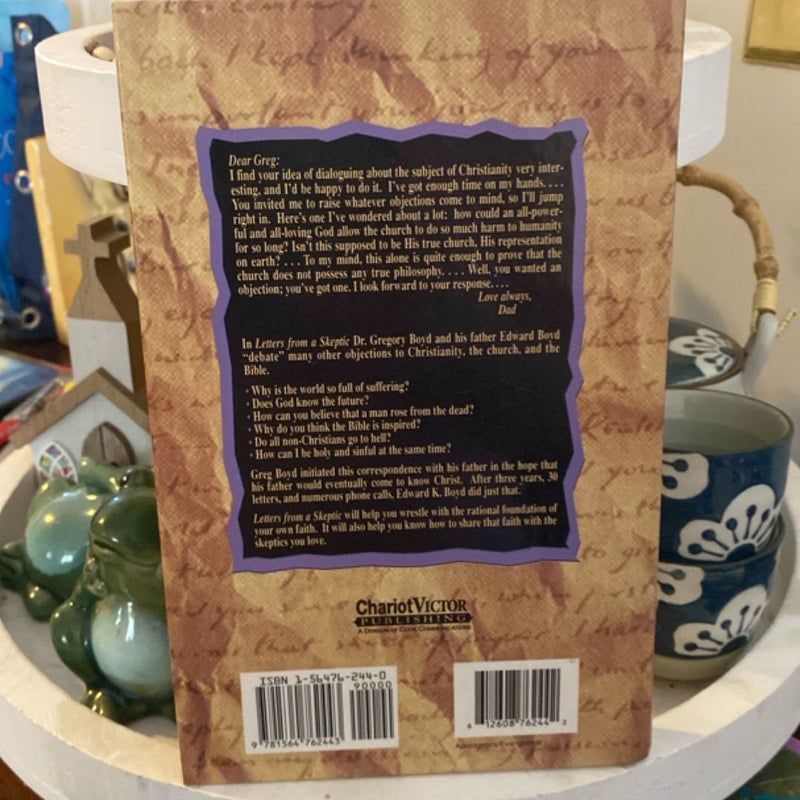 Dear Greg:
I find your idea of dialoguing about the subject of Christianity very inter-
esting, and I'd be happy to do it. I've got enough time on my hands. . . .
You invited me to raise whatever objections come to mind, so I'll jump
right in. Here's one I've wondered about a lot: how could an all-power-
ful and all-loving God allow the church to do so much harm to humanity
for so long? Isn't this supposed to be His true church, His representation
on earth? . . . To my mind, this alone is quite enough to prove that the
church does not possess any true philosophy. . . . Well, you wanted an
objection; you've got one. I look forward to your response. . . .
Love always,
Dad
In Letters from a Skeptic Dr. Gregory Boyd and his father Edward Boyd
"debate" many other objections to Christianity, the church, and the
Bible.
· Why is the world so full of suffering?
· Does God know the future?
· How can you believe that a man rose from the dead?
· Why do you think the Bible is inspired?
· Do all non-Christians go to hell?
· How can I be holy and sinful at the same time?
Greg Boyd initiated this correspondence with his father in the hope that
his father would eventually come to know Christ. After three years, 30
letters, and numerous phone calls, Edward K. Boyd did just that.
Letters from a Skeptic will help you wrestle with the rational foundation of
your own faith. It will also help you know how to share that faith with the
skeptics you love.
ChariotVICTOR
PUBLISHING
A DIVISION OF COOK COMMUNICATIONS
ISBN 1-56476-244-0
90000
9 781564 762443
6 12608 76244 2
Apologetics/Evangelism